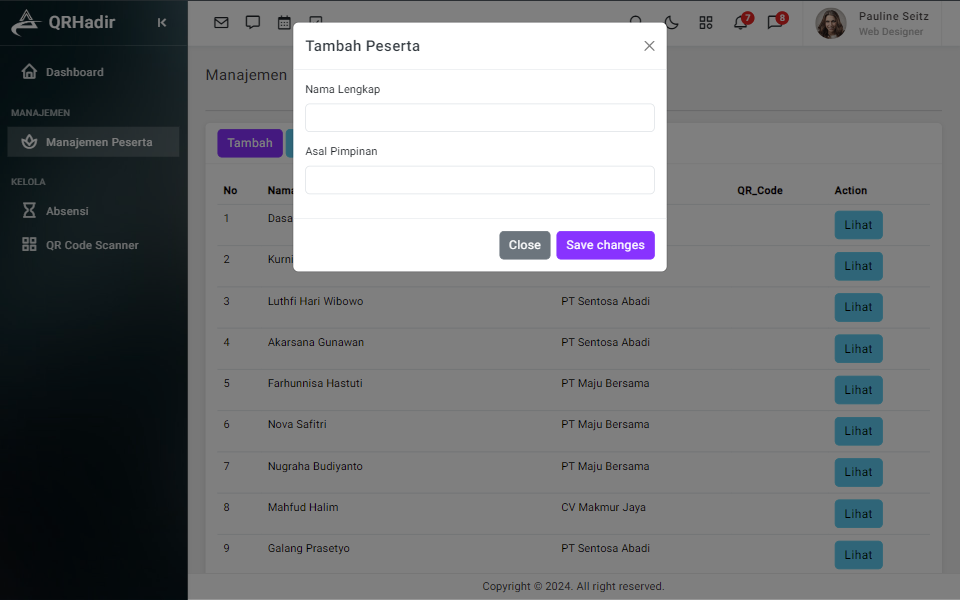 QRHadir
7
8
Pauline Seitz
Web Designer
Dashboard
MANAJEMEN
Manajemen Peserta
KELOLA
Absensi
QR Code Scanner
Manajemen
Tambah
Tambah Peserta
Nama Lengkap
Asal Pimpinan
Close
Save changes
No Nama QR_Code Action
1 Lihat
2 Lihat
3 Luthfi Hari Wibowo PT Sentosa Abadi Lihat
4 Akarsana Gunawan PT Sentosa Abadi Lihat
5 Farhunnisa Hastuti PT Maju Bersama Lihat
6 Nova Safitri PT Maju Bersama Lihat
7 Nugraha Budiyanto PT Maju Bersama Lihat
8 Mahfud Halim CV Makmur Jaya Lihat
9 Galang Prasetyo PT Sentosa Abadi Lihat
Copyright © 2024. All right reserved.